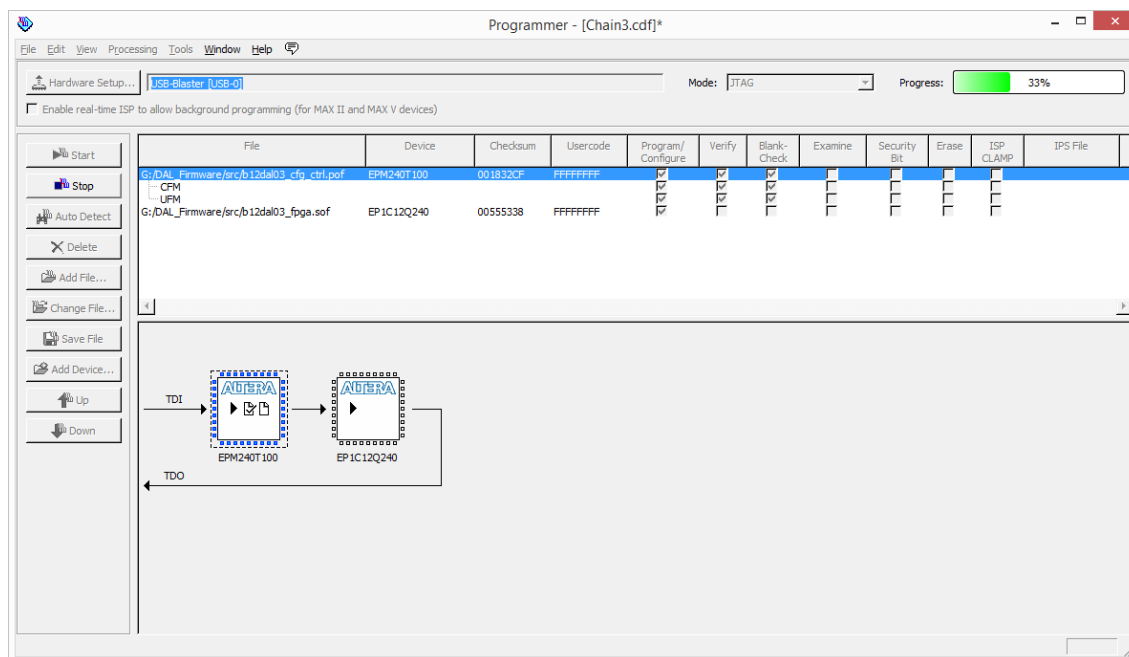 Programmer - [Chain3.cdf]*
File Edit View Processing Tools Window Help
Hardware Setup... USB-Blaster [USB-0] Mode: JTAG Progress: 33%
Enable real-time ISP to allow background programming (for MAX II and MAX V devices)
File Device Checksum Usercode Program/ Configure Verify Blank- Check Examine Security Bit Erase ISP CLAMP IPS File
G:/DAL_Firmware/src/b12dal03_cfg_ctrl.pof EPM240T100 001832CF FFFFFFFF
CFM
UFM
G:/DAL_Firmware/src/b12dal03_fpga.sof EP1C12Q240 00555338 FFFFFFFF
Start
Stop
Auto Detect
Delete
Add File...
Change File...
Save File
Add Device...
Up
Down
ALTERA ALTERA
TDI
EPM240T100 EP1C12Q240
TDO